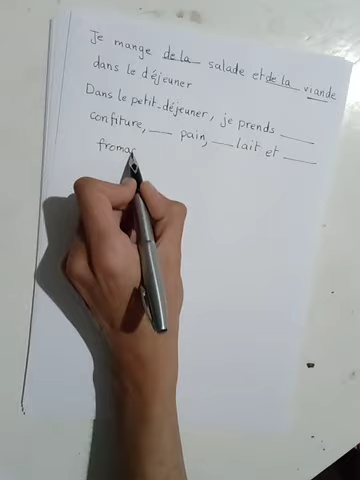 Je mange de la salade et de la viande
dans le déjeuner
Dans le petit-déjeuner, je prends ____
confiture, ___ pain, ___ lait et ____
fromag